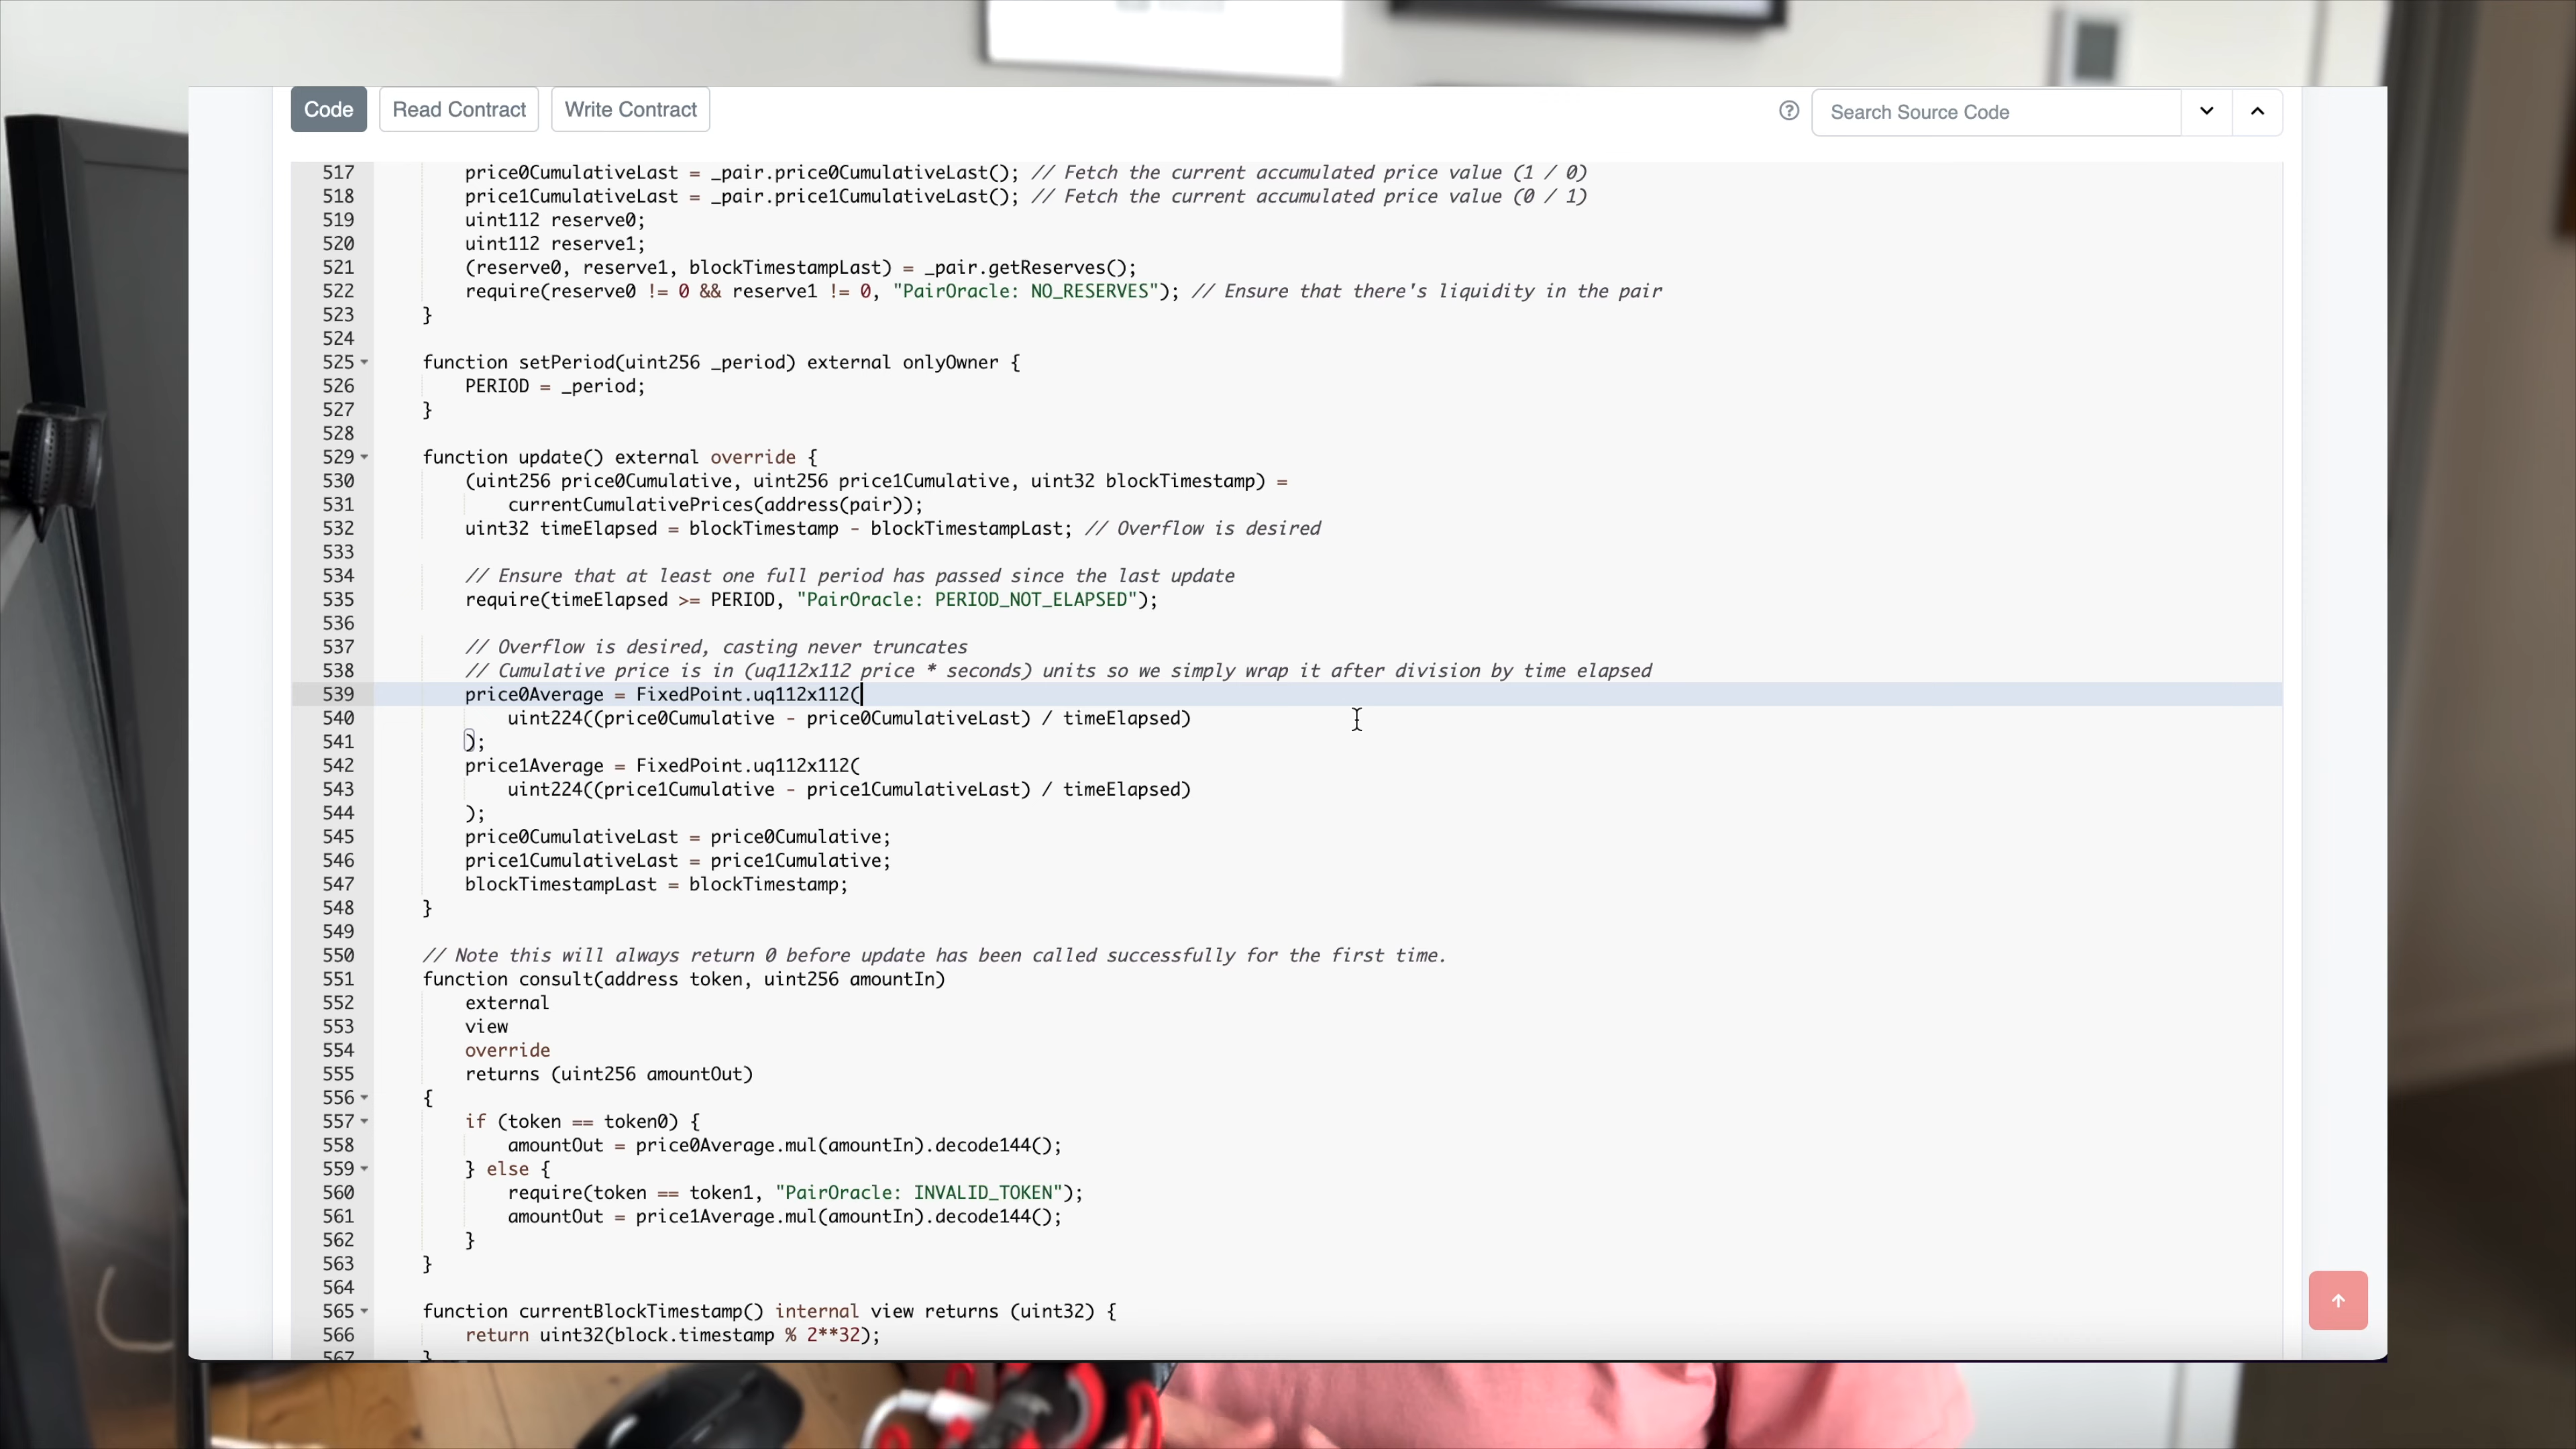 Code Read Contract Write Contract Search Source Code
517 price0CumulativeLast = _pair.price0CumulativeLast(); // Fetch the current accumulated price value (1 / 0)
518 price1CumulativeLast = _pair.price1CumulativeLast(); // Fetch the current accumulated price value (0 / 1)
519 uint112 reserve0;
520 uint112 reserve1;
521 (reserve0, reserve1, blockTimestampLast) = _pair.getReserves();
522 require(reserve0 != 0 && reserve1 != 0, "PairOracle: NO_RESERVES"); // Ensure that there's liquidity in the pair
523 }
524
525 function setPeriod(uint256 _period) external onlyOwner {
526 PERIOD = _period;
527 }
528
529 function update() external override {
530 (uint256 price0Cumulative, uint256 price1Cumulative, uint32 blockTimestamp) =
531 currentCumulativePrices(address(pair));
532 uint32 timeElapsed = blockTimestamp - blockTimestampLast; // Overflow is desired
533
534 // Ensure that at least one full period has passed since the last update
535 require(timeElapsed >= PERIOD, "PairOracle: PERIOD_NOT_ELAPSED");
536
537 // Overflow is desired, casting never truncates
538 // Cumulative price is in (uq112x112 price * seconds) units so we simply wrap it after division by time elapsed
539 price0Average = FixedPoint.uq112x112(
540 uint224((price0Cumulative - price0CumulativeLast) / timeElapsed)
541 );
542 price1Average = FixedPoint.uq112x112(
543 uint224((price1Cumulative - price1CumulativeLast) / timeElapsed)
544 );
545 price0CumulativeLast = price0Cumulative;
546 price1CumulativeLast = price1Cumulative;
547 blockTimestampLast = blockTimestamp;
548 }
549
550 // Note this will always return 0 before update has been called successfully for the first time.
551 function consult(address token, uint256 amountIn)
552 external
553 view
554 override
555 returns (uint256 amountOut)
556 {
557 if (token == token0) {
558 amountOut = price0Average.mul(amountIn).decode144();
559 } else {
560 require(token == token1, "PairOracle: INVALID_TOKEN");
561 amountOut = price1Average.mul(amountIn).decode144();
562 }
563 }
564
565 function currentBlockTimestamp() internal view returns (uint32) {
566 return uint32(block.timestamp % 2**32);
567 }